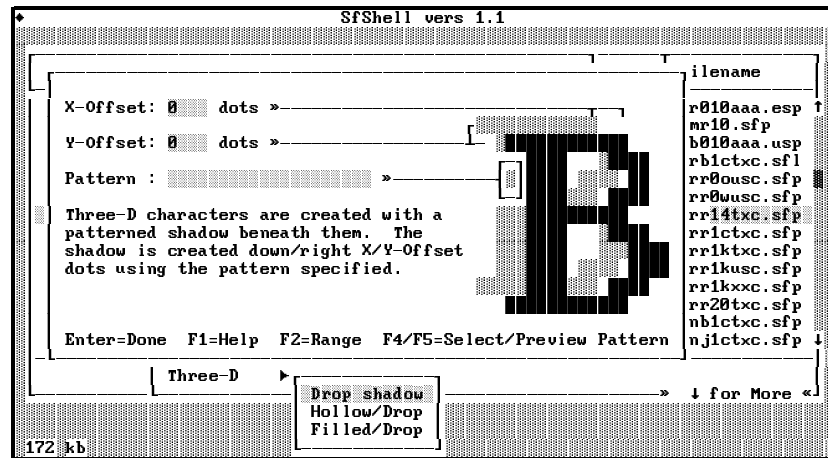 SfShell vers 1.1
ilename
X-Offset: 0 dots »
r010aaa.esp ↑
mr10.sfp
Y-Offset: 0 dots »
b010aaa.usp
rb1ctxc.sfl
Pattern : »
rr0ousc.sfp
rr0wusc.sfp
Three-D characters are created with a
rr14txc.sfp
patterned shadow beneath them. The
rr1ctxc.sfp
shadow is created down/right X/Y-Offset
rr1ktxc.sfp
dots using the pattern specified.
rr1kusc.sfp
rr1kxxc.sfp
rr20txc.sfp
nb1ctxc.sfp
Enter=Done F1=Help F2=Range F4/F5=Select/Preview Pattern
nj1ctxc.sfp ↓
Three-D ►
Drop shadow
» ↓ for More «
Hollow/Drop
Filled/Drop
172 kb
B